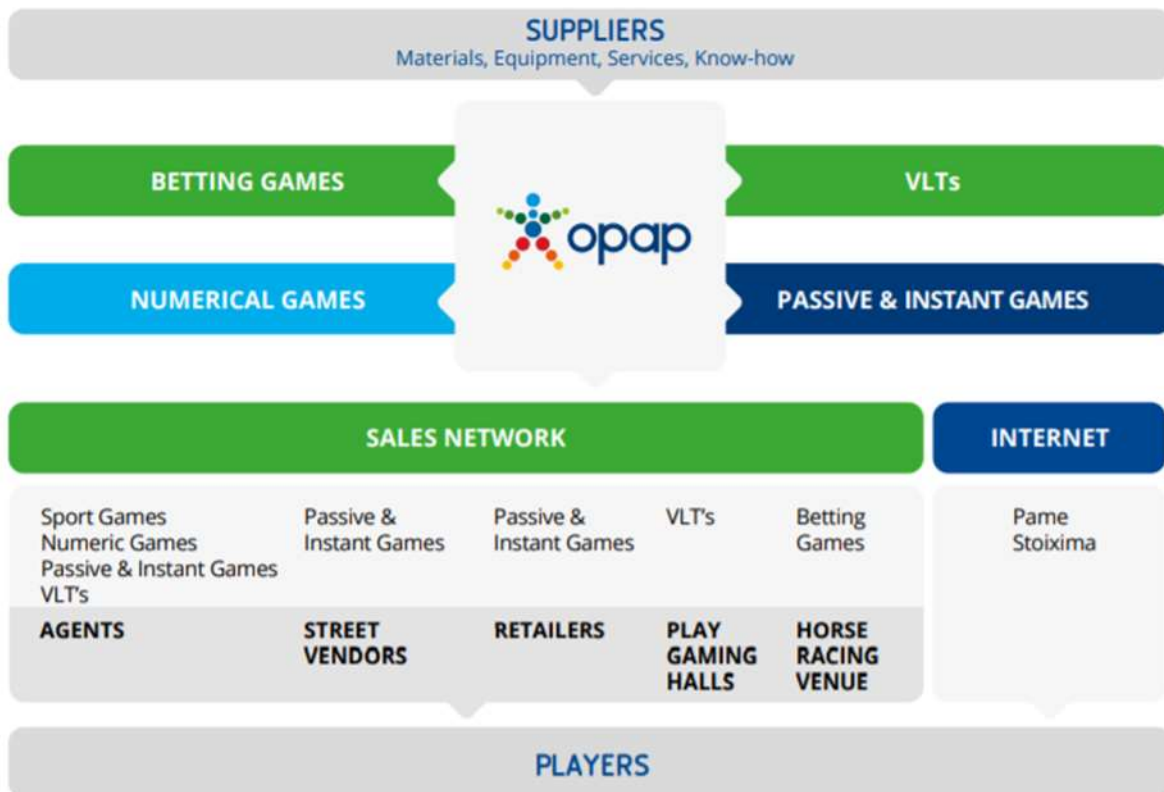 SUPPLIERS
Materials, Equipment, Services, Know-how
BETTING GAMES
VLTs
opap
NUMERICAL GAMES
PASSIVE & INSTANT GAMES
SALES NETWORK
INTERNET
Sport Games
Numeric Games
Passive & Instant Games
VLT's
AGENTS
Passive &
Instant Games
STREET
VENDORS
Passive &
Instant Games
RETAILERS
VLT's
PLAY
GAMING
HALLS
Betting
Games
HORSE
RACING
VENUE
Pame
Stoixima
PLAYERS